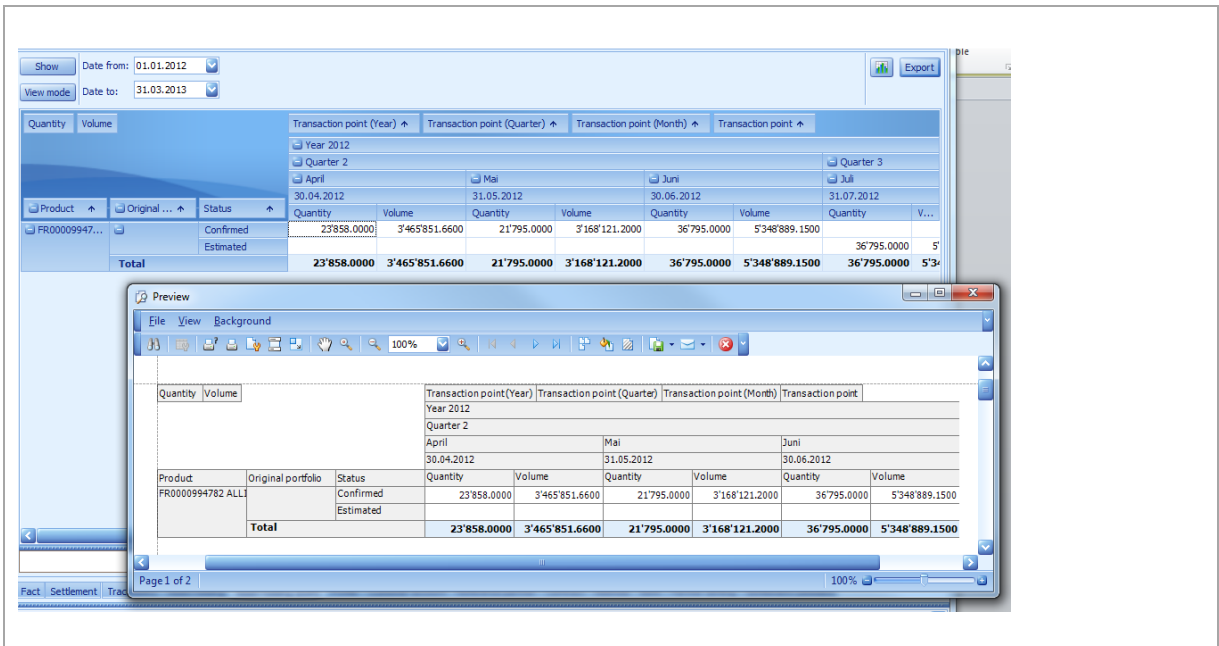 ple
Show Date from: 01.01.2012 Export
View mode Date to: 31.03.2013
Quantity Volume Transaction point (Year) Transaction point (Quarter) Transaction point (Month) Transaction point
Year 2012
Quarter 2 Quarter 3
April Mai Juni Juli
30.04.2012 31.05.2012 30.06.2012 31.07.2012
Product Original ... Status Quantity Volume Quantity Volume Quantity Volume Quantity V...
FR00009947... Confirmed 23'858.0000 3'465'851.6600 21'795.0000 3'168'121.2000 36'795.0000 5'348'889.1500
Estimated 36'795.0000 5'
Total 23'858.0000 3'465'851.6600 21'795.0000 3'168'121.2000 36'795.0000 5'348'889.1500 36'795.0000 5'34
Preview
File View Background
100%
Quantity Volume Transaction point (Year) Transaction point (Quarter) Transaction point (Month) Transaction point
Year 2012
Quarter 2
April Mai Juni
30.04.2012 31.05.2012 30.06.2012
Product Original portfolio Status Quantity Volume Quantity Volume Quantity Volume
FR0000994782 ALLI Confirmed 23'858.0000 3'465'851.6600 21'795.0000 3'168'121.2000 36'795.0000 5'348'889.1500
Estimated
Total 23'858.0000 3'465'851.6600 21'795.0000 3'168'121.2000 36'795.0000 5'348'889.1500
Page 1 of 2 100%
Fact Settlement